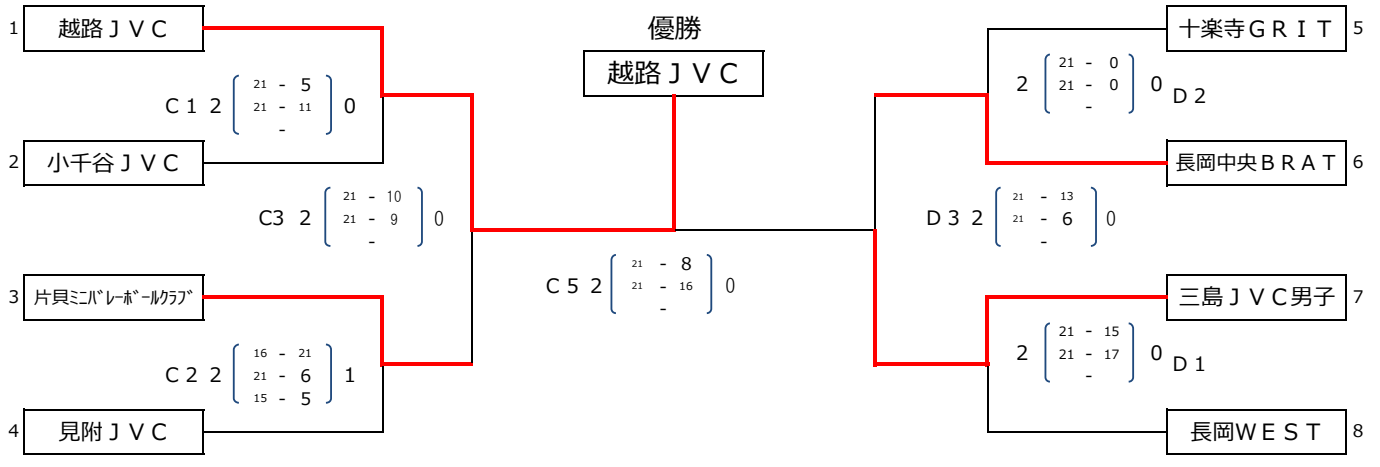 1 越路ＪＶＣ
優勝
越路ＪＶＣ
十楽寺ＧＲＩＴ 5
C 1 2 21 - 5 0
21 - 11
-
2 21 - 0 0 D 2
21 - 0
-
2 小千谷ＪＶＣ
長岡中央ＢＲＡＴ 6
C3 2 21 - 10 0
21 - 9
-
D 3 2 21 - 13 0
21 - 6
-
3 片貝ﾐﾆﾊﾞﾚｰﾎﾞｰﾙｸﾗﾌﾞ
C 5 2 21 - 8 0
21 - 16
-
三島ＪＶＣ男子 7
C 2 2 16 - 21 1
21 - 6
15 - 5
2 21 - 15 0 D 1
21 - 17
-
4 見附ＪＶＣ
長岡ＷＥＳＴ 8